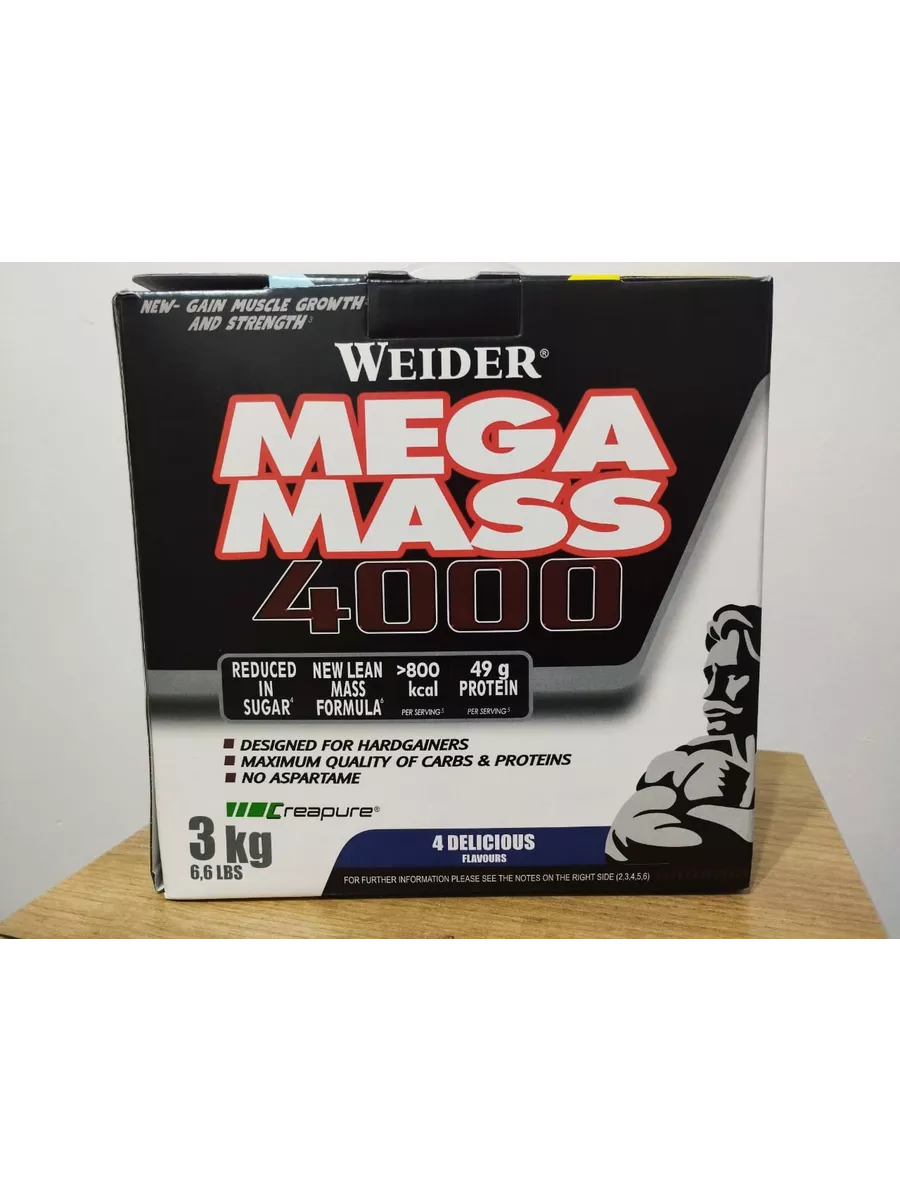 NEW- GAIN MUSCLE GROWTH
AND STRENGTH³
WEIDER®
MEGA
MASS
4000
REDUCED
IN
SUGAR⁴
NEW LEAN
MASS
FORMULA⁶
>800
kcal
PER SERVING⁵
49 g
PROTEIN
PER SERVING⁵
DESIGNED FOR HARDGAINERS
MAXIMUM QUALITY OF CARBS & PROTEINS
NO ASPARTAME
Creapure®
3 kg
6,6 LBS
4 DELICIOUS
FLAVOURS
FOR FURTHER INFORMATION PLEASE SEE THE NOTES ON THE RIGHT SIDE (2,3,4,5,6)